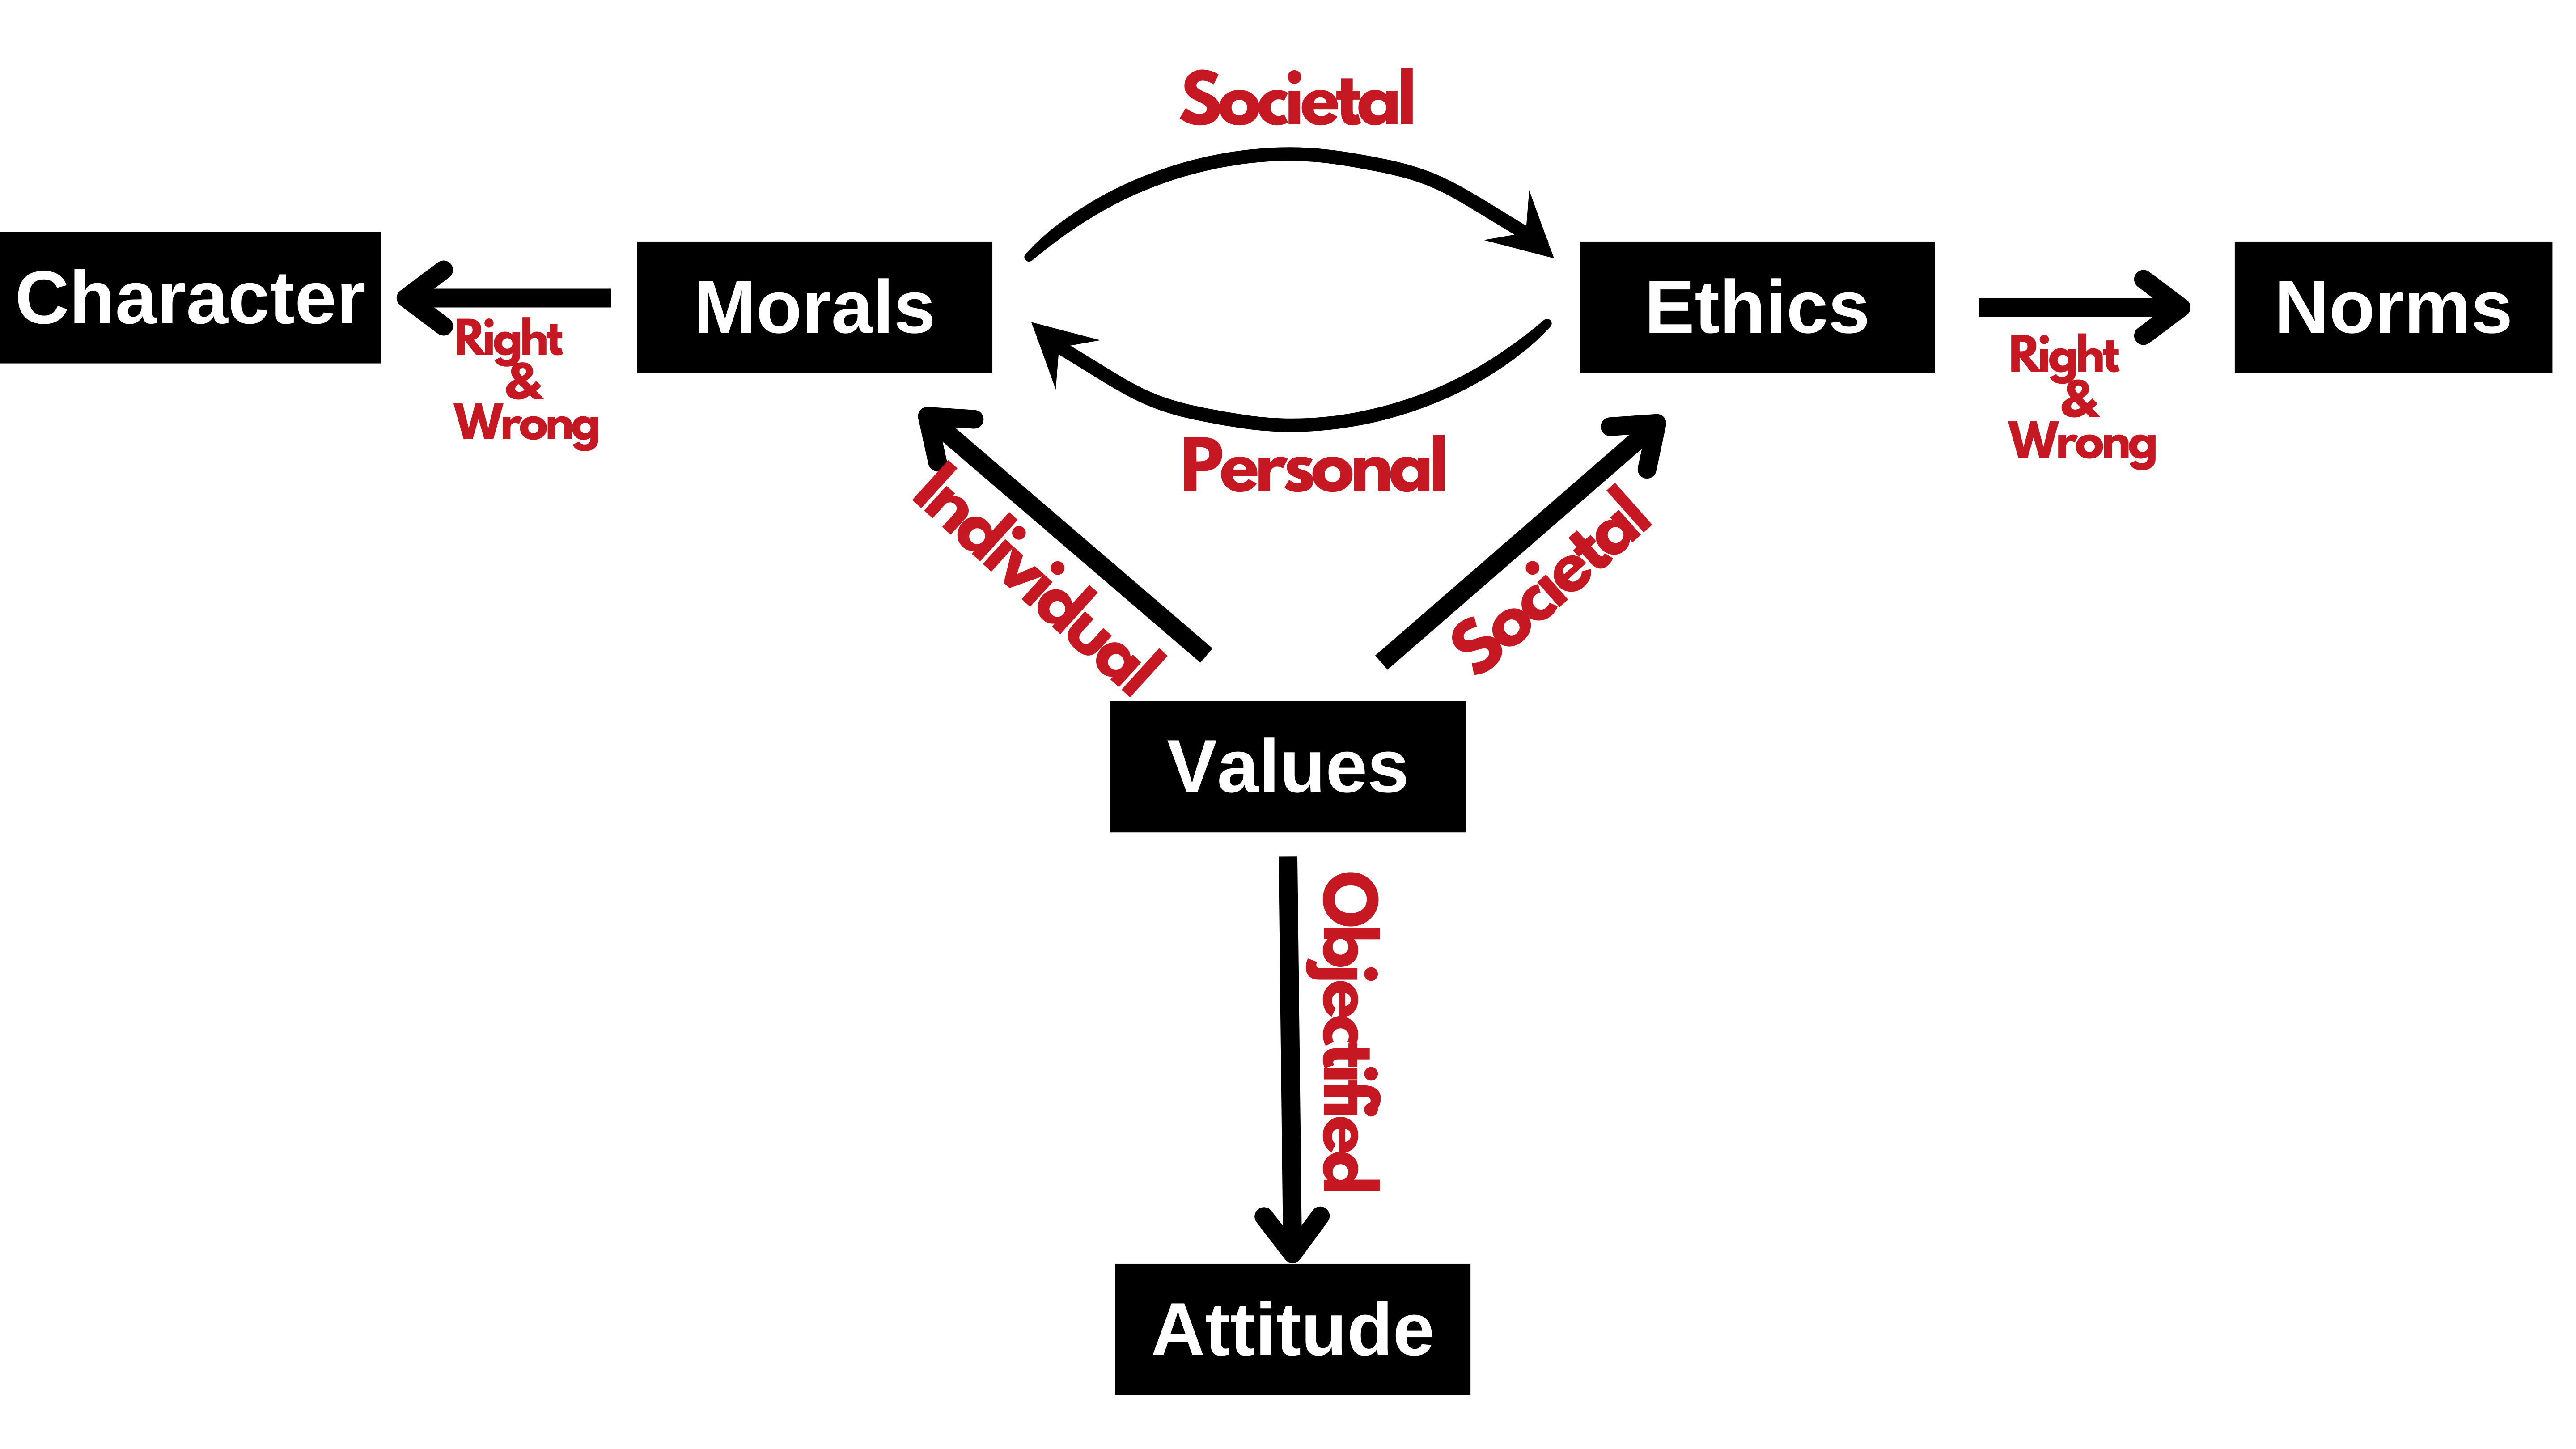 Societal
Character
Right
&
Wrong
Morals
Ethics
Right
&
Wrong
Norms
Personal
Individual
Societal
Values
Objectified
Attitude